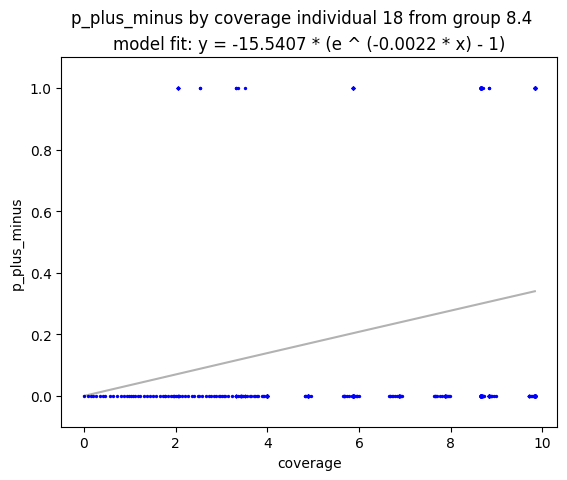 p_plus_minus by coverage individual 18 from group 8.4
model fit: y = -15.5407 * (e ^ (-0.0022 * x) - 1)
1.0
0.8
0.6
0.4
0.2
0.0
p_plus_minus
0 2 4 6 8 10
coverage